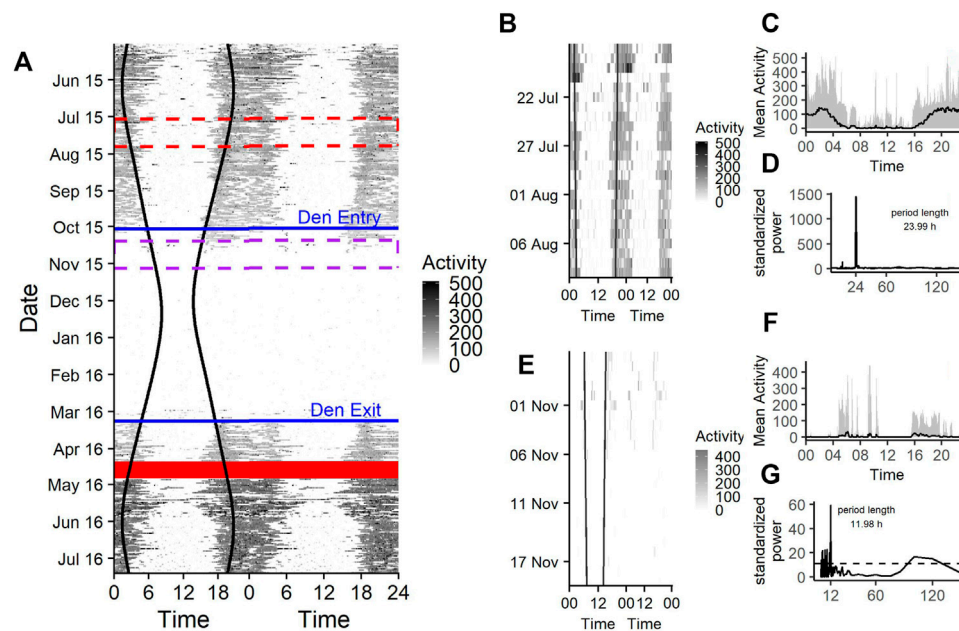 A
Date
Jun 15
Jul 15
Aug 15
Sep 15
Oct 15
Nov 15
Dec 15
Jan 16
Feb 16
Mar 16
Apr 16
May 16
Jun 16
Jul 16
Den Entry
Den Exit
0 6 12 18 0 6 12 18 24
Time Time
Activity
500
400
300
200
100
0
B
22 Jul
27 Jul
01 Aug
06 Aug
00 12 00 12 00
Time Time
Activity
500
400
300
200
100
0
C
Mean Activity
500
400
300
200
100
0
00 04 08 12 16 20
Time
D
standardized
power
1500
1000
500
0
period length
23.99 h
24 60 120
E
01 Nov
06 Nov
11 Nov
17 Nov
00 12 00 12 00
Time Time
Activity
400
300
200
100
0
F
Mean Activity
400
300
200
100
0
00 04 08 12 16 20
Time
G
standardized
power
60
40
20
0
period length
11.98 h
12 60 120